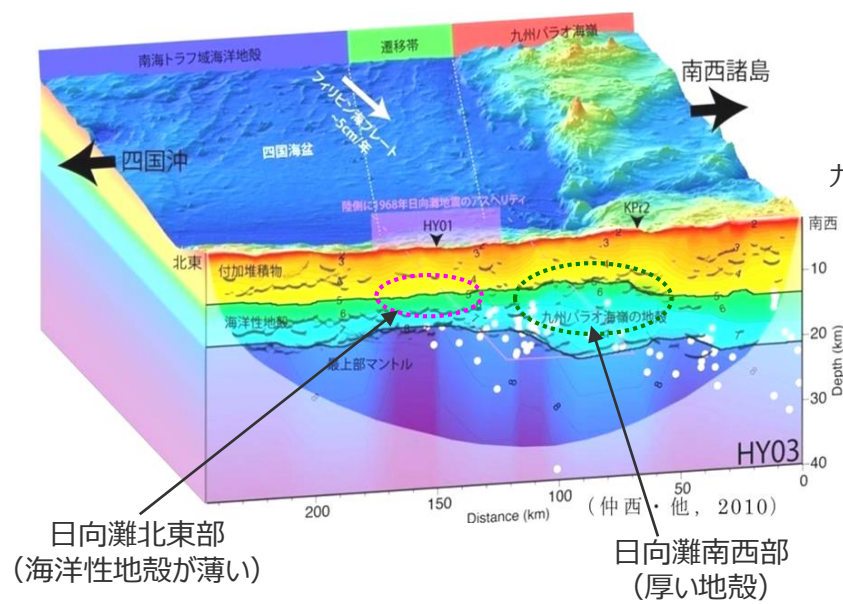 南海トラフ域海洋地殻
遷移帯
九州パラオ海嶺
南西諸島
フィリピン海プレート
~5cm/年
四国海盆
四国沖
陸側に1968年日向灘地震のアスペリティ
HY01
KPr2
南西
北東
付加堆積物
海洋性地殻
九州パラオ海嶺の地殻
最上部マントル
10
20
30
40
Depth (km)
HY03
200
150
100
50
0
Distance (km)
(仲西・他, 2010)
日向灘北東部
(海洋性地殻が薄い)
日向灘南西部
(厚い地殻)